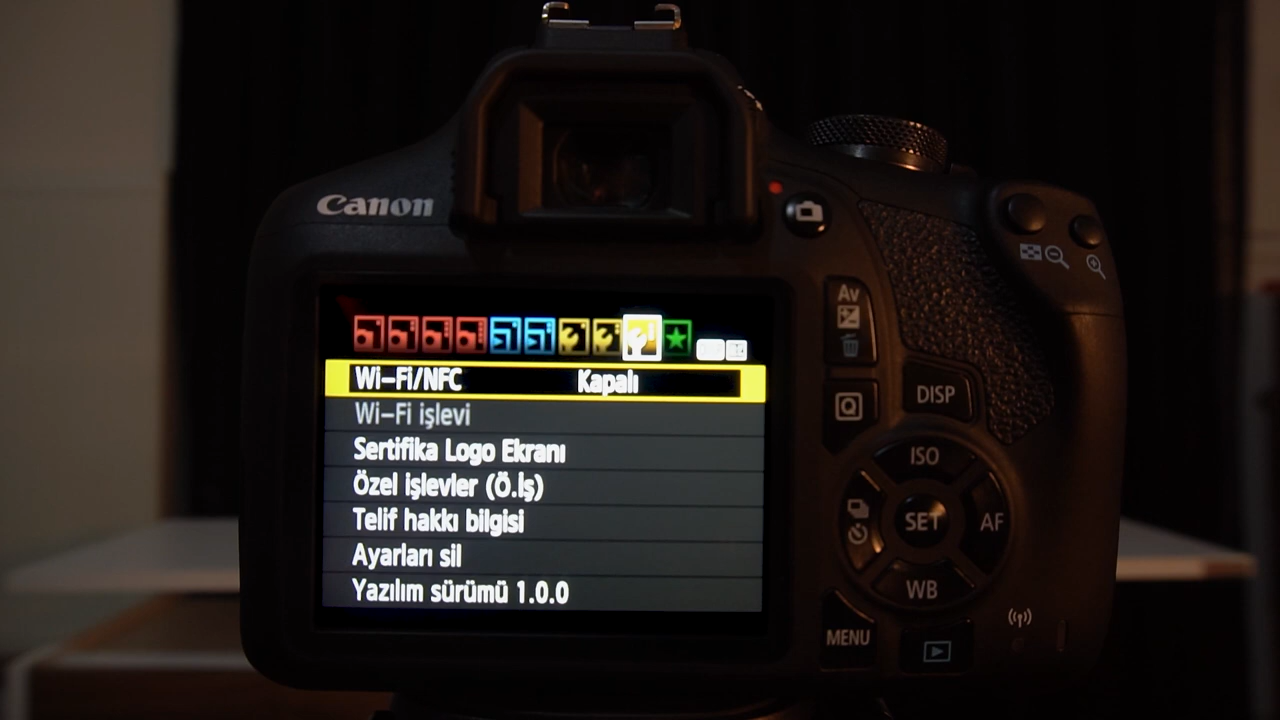 Canon
Wi-Fi/NFC Kapalı
Wi-Fi işlevi
Sertifika Logo Ekranı
Özel işlevler (Ö.İş)
Telif hakkı bilgisi
Ayarları sil
Yazılım sürümü 1.0.0
Av
Q
DISP
ISO
SET
AF
WB
MENU